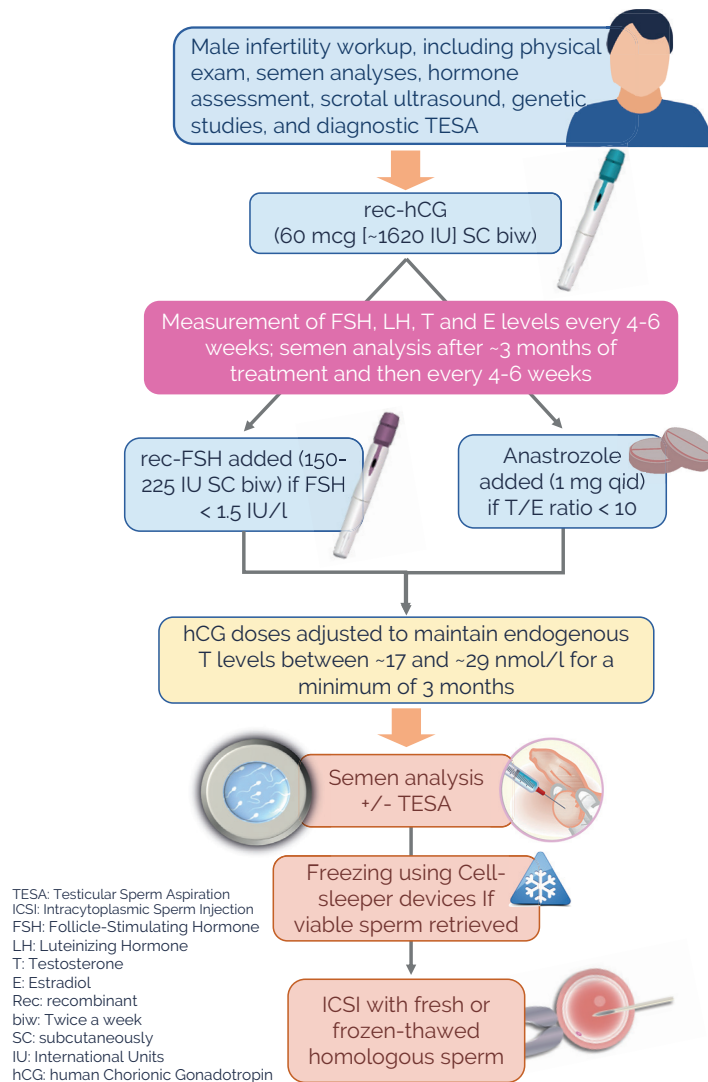 Male infertility workup, including physical
exam, semen analyses, hormone
assessment, scrotal ultrasound, genetic
studies, and diagnostic TESA
rec-hCG
(60 mcg [~1620 IU] SC biw)
Measurement of FSH, LH, T and E levels every 4-6
weeks; semen analysis after ~3 months of
treatment and then every 4-6 weeks
rec-FSH added (150-
225 IU SC biw) if FSH
< 1.5 IU/l
Anastrozole
added (1 mg qid)
if T/E ratio < 10
hCG doses adjusted to maintain endogenous
T levels between ~17 and ~29 nmol/l for a
minimum of 3 months
Semen analysis
+/- TESA
Freezing using Cell-
sleeper devices If
viable sperm retrieved
ICSI with fresh or
frozen-thawed
homologous sperm
TESA: Testicular Sperm Aspiration
ICSI: Intracytoplasmic Sperm Injection
FSH: Follicle-Stimulating Hormone
LH: Luteinizing Hormone
T: Testosterone
E: Estradiol
Rec: recombinant
biw: Twice a week
SC: subcutaneously
IU: International Units
hCG: human Chorionic Gonadotropin